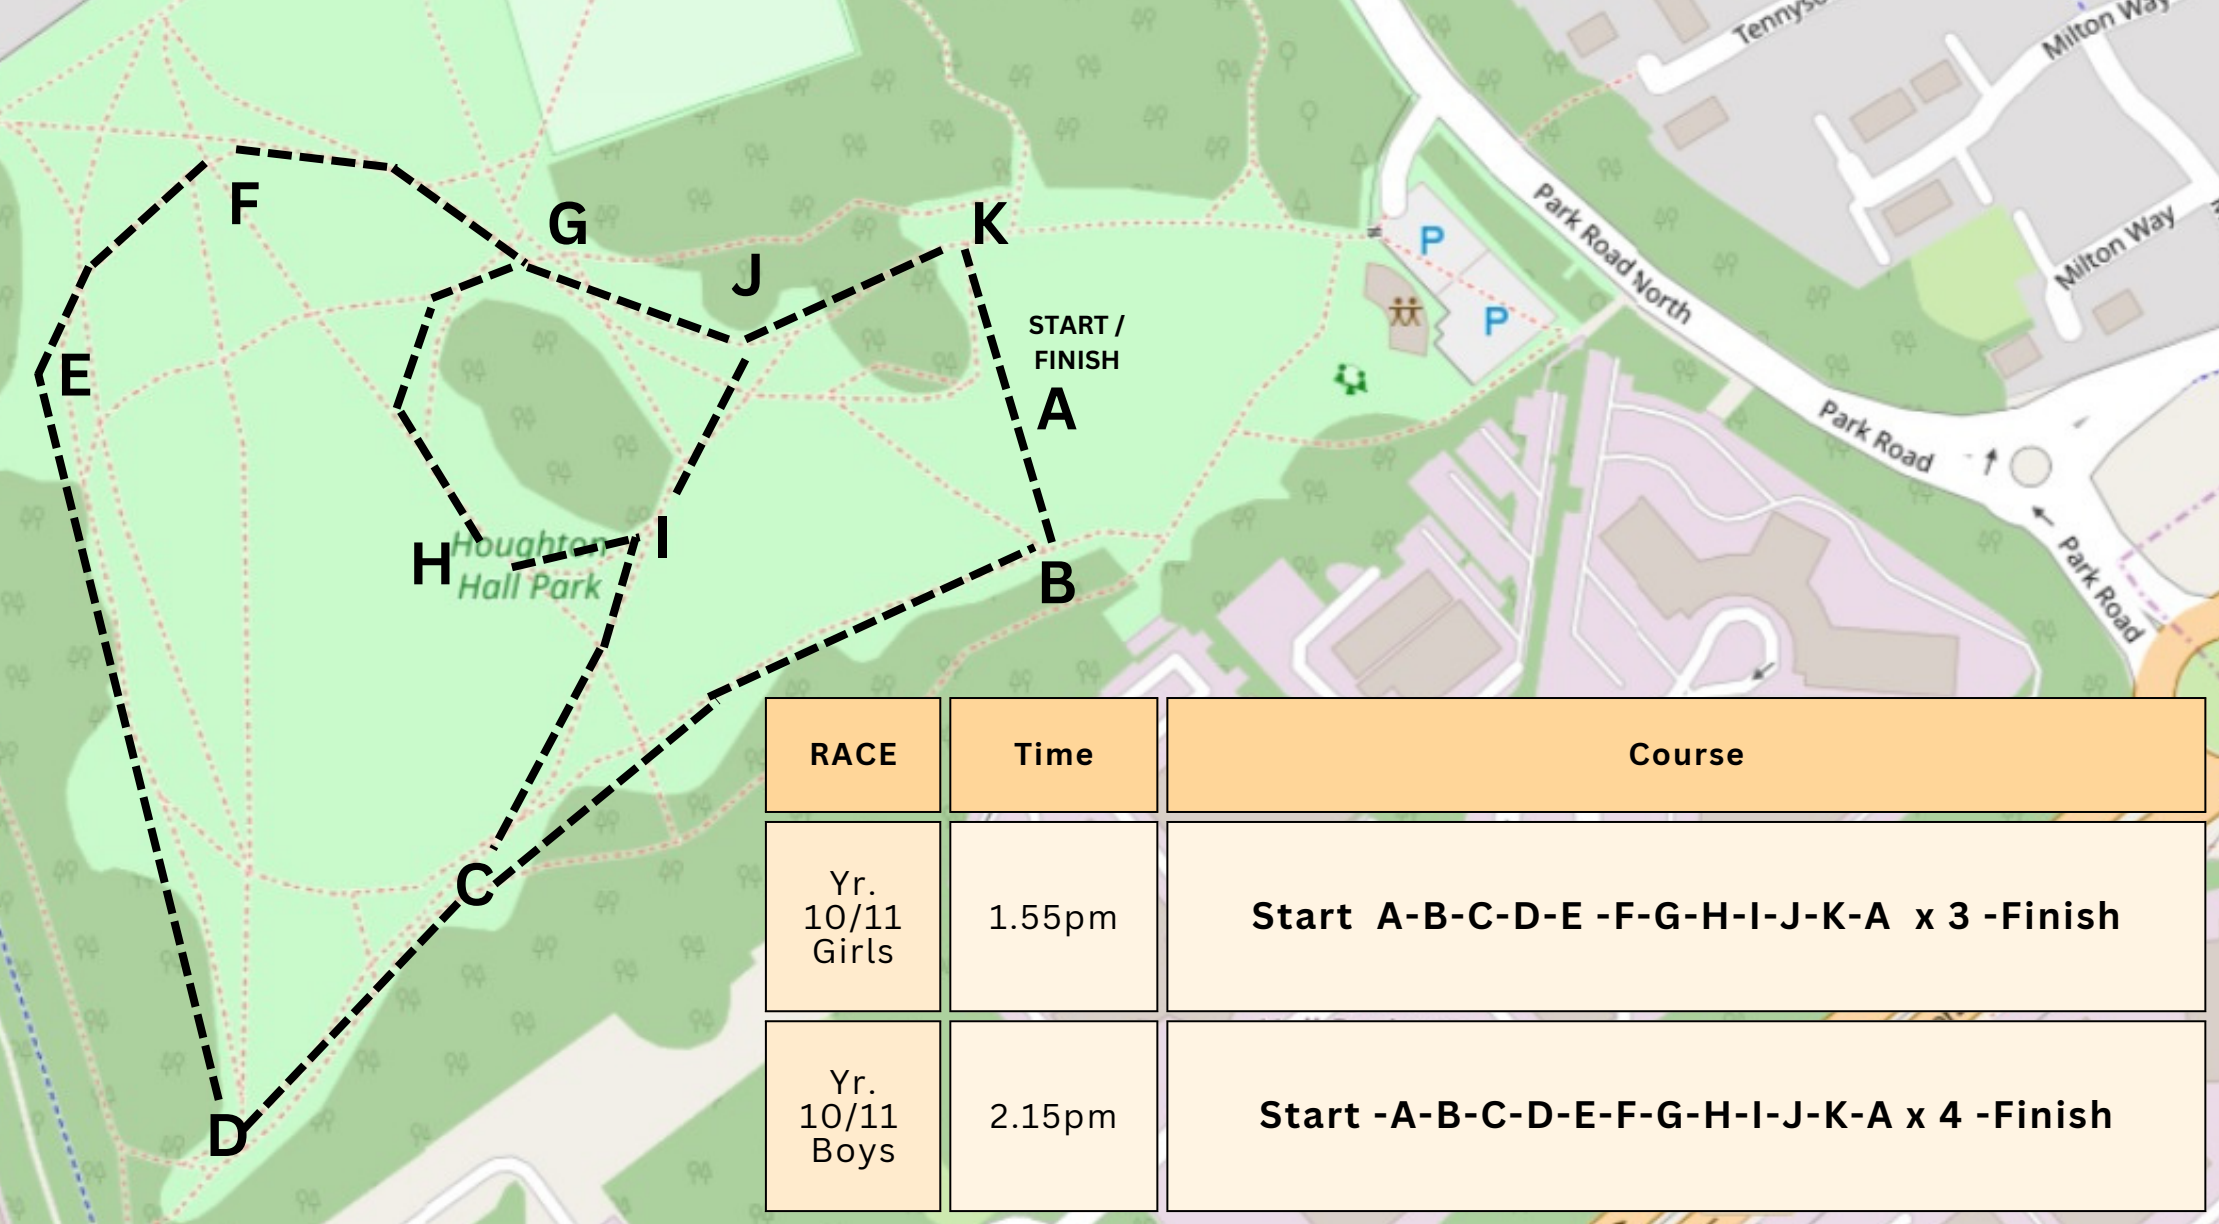 Tennyso
Milton Way
F
G
K
J
P
Park Road North
Milton Way
P
START /
FINISH
E
A
Park Road
I
H
Houghton
Hall Park
B
Park Road
C
D
RACE
Time
Course
Yr.
10/11
Girls
1.55pm
Start A-B-C-D-E -F-G-H-I-J-K-A x 3 -Finish
Yr.
10/11
Boys
2.15pm
Start -A-B-C-D-E-F-G-H-I-J-K-A x 4 -Finish